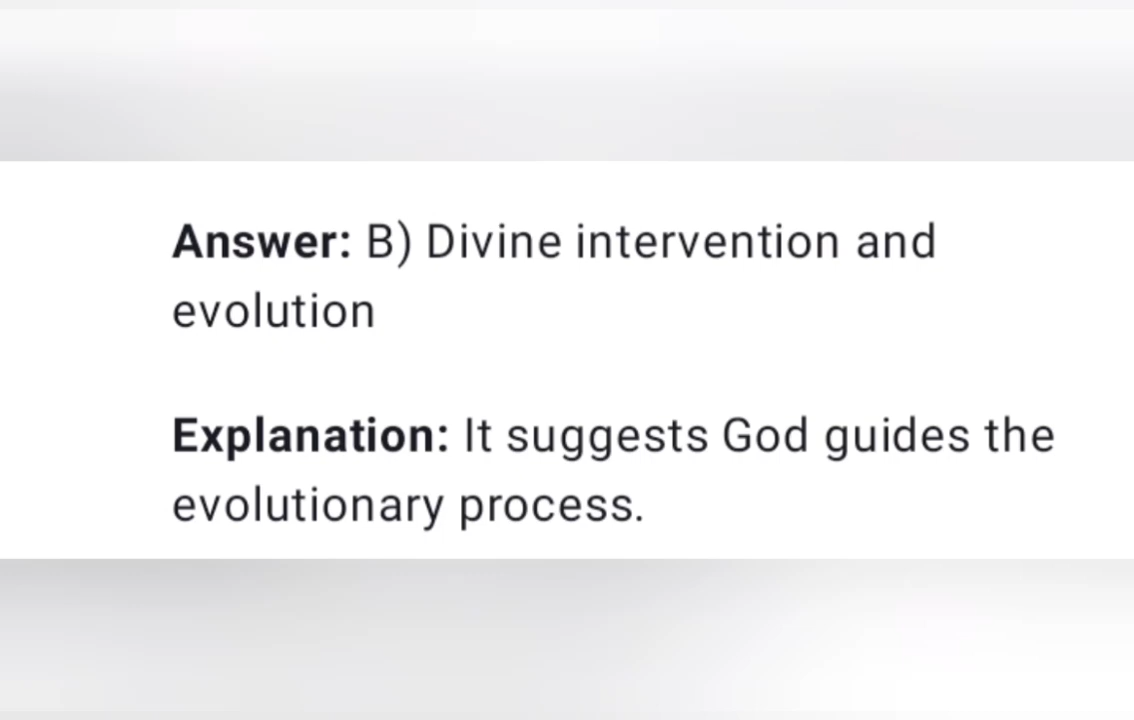 Answer: B) Divine intervention and
evolution
Explanation: It suggests God guides the
evolutionary process.